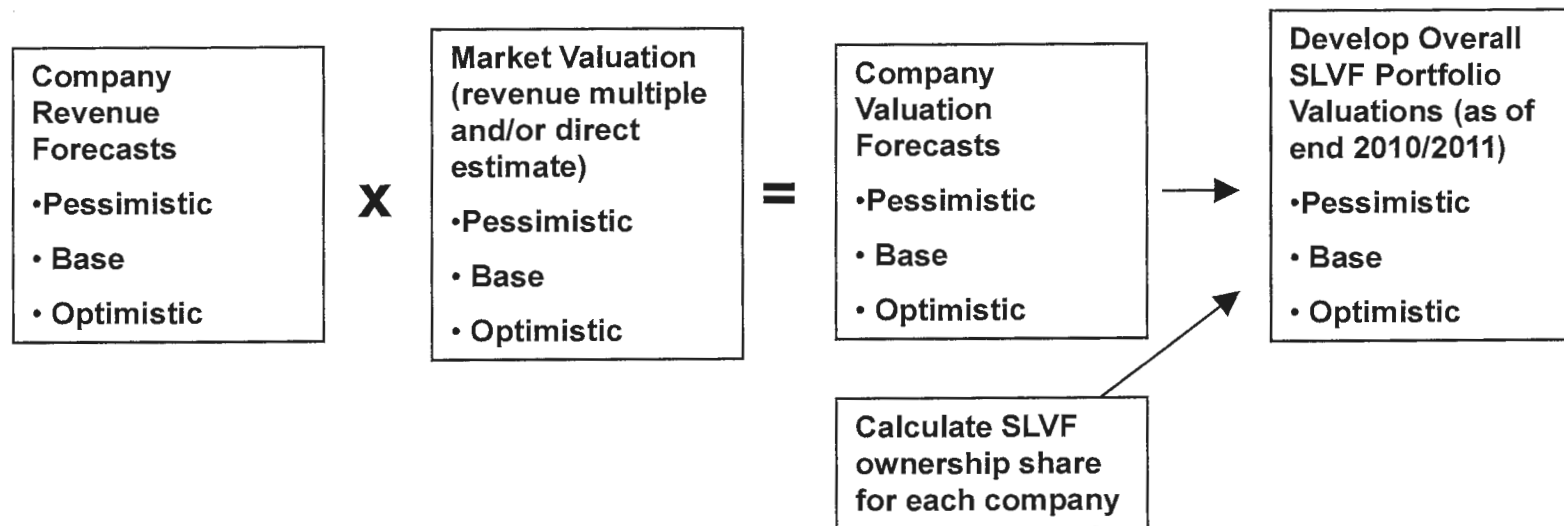 Company
Revenue
Forecasts
•Pessimistic
• Base
• Optimistic
x
Market Valuation
(revenue multiple
and/or direct
estimate)
•Pessimistic
• Base
• Optimistic
=
Company
Valuation
Forecasts
•Pessimistic
• Base
• Optimistic
Develop Overall
SLVF Portfolio
Valuations (as of
end 2010/2011)
•Pessimistic
• Base
• Optimistic
Calculate SLVF
ownership share
for each company